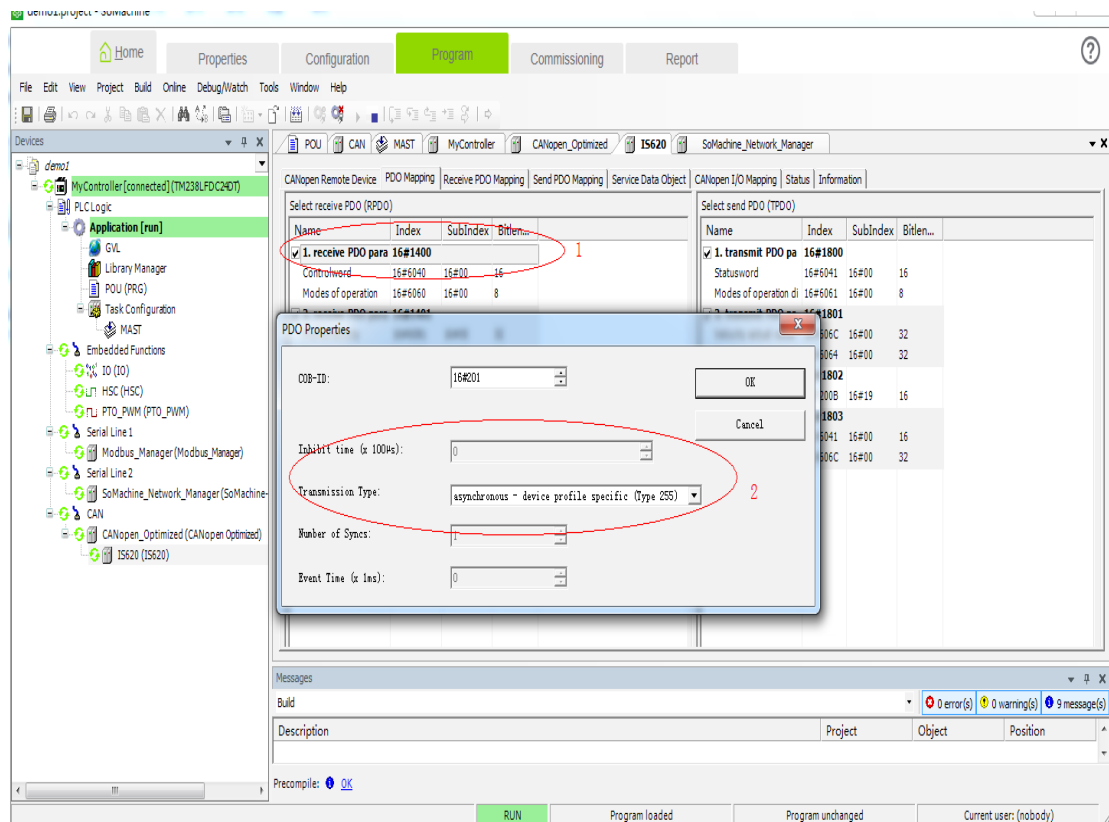 demo1.project - SoMachine
Home
Properties
Configuration
Program
Commissioning
Report
File Edit View Project Build Online Debug/Watch Tools Window Help
Devices
demo1
MyController [connected] (TM238LFDC24DT)
PLC Logic
Application [run]
GVL
Library Manager
POU (PRG)
Task Configuration
MAST
Embedded Functions
IO (IO)
HSC (HSC)
PTO_PWM (PTO_PWM)
Serial Line 1
Modbus_Manager (Modbus_Manager)
Serial Line 2
SoMachine_Network_Manager (SoMachine-
CAN
CANopen_Optimized (CANopen Optimized)
IS620 (IS620)
POU CAN MAST MyController CANopen_Optimized IS620 SoMachine_Network_Manager
CANopen Remote Device PDO Mapping Receive PDO Mapping Send PDO Mapping Service Data Object CANopen I/O Mapping Status Information
Select receive PDO (RPDO)
Name Index SubIndex Bitlen...
1. receive PDO para 16#1400
1
Controlword 16#6040 16#00 16
Modes of operation 16#6060 16#00 8
Select send PDO (TPDO)
Name Index SubIndex Bitlen...
1. transmit PDO pa 16#1800
Statusword 16#6041 16#00 16
Modes of operation di 16#6061 16#00 8
16#1801
606C 16#00 32
6064 16#00 32
1802
200B 16#19 16
1803
6041 16#00 16
606C 16#00 32
PDO Properties
COB-ID: 16#201
OK
Cancel
Inhibit time (x 100µs): 0
Transmission Type: asynchronous - device profile specific (Type 255)
2
Number of Syncs: 1
Event Time (x 1ms): 0
Messages
Build
0 error(s) 0 warning(s) 9 message(s)
Description Project Object Position
Precompile: OK
RUN Program loaded Program unchanged Current user: (nobody)